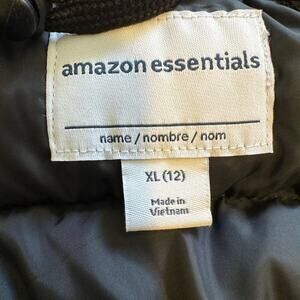 amazon essentials
name / nombre / nom
XL (12)
Made in
Vietnam